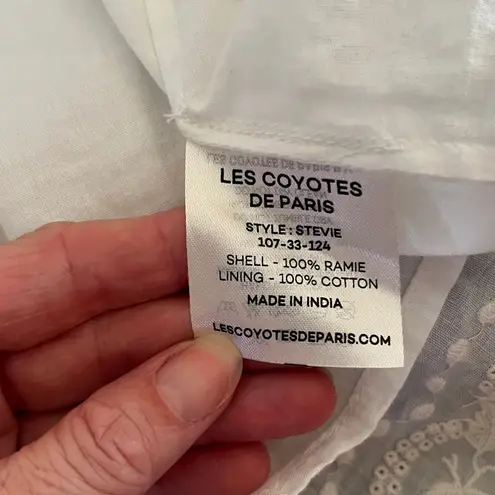 LES COYOTES
DE PARIS
STYLE : STEVIE
107-33-124
SHELL - 100% RAMIE
LINING - 100% COTTON
MADE IN INDIA
LESCOYOTESDEPARIS.COM